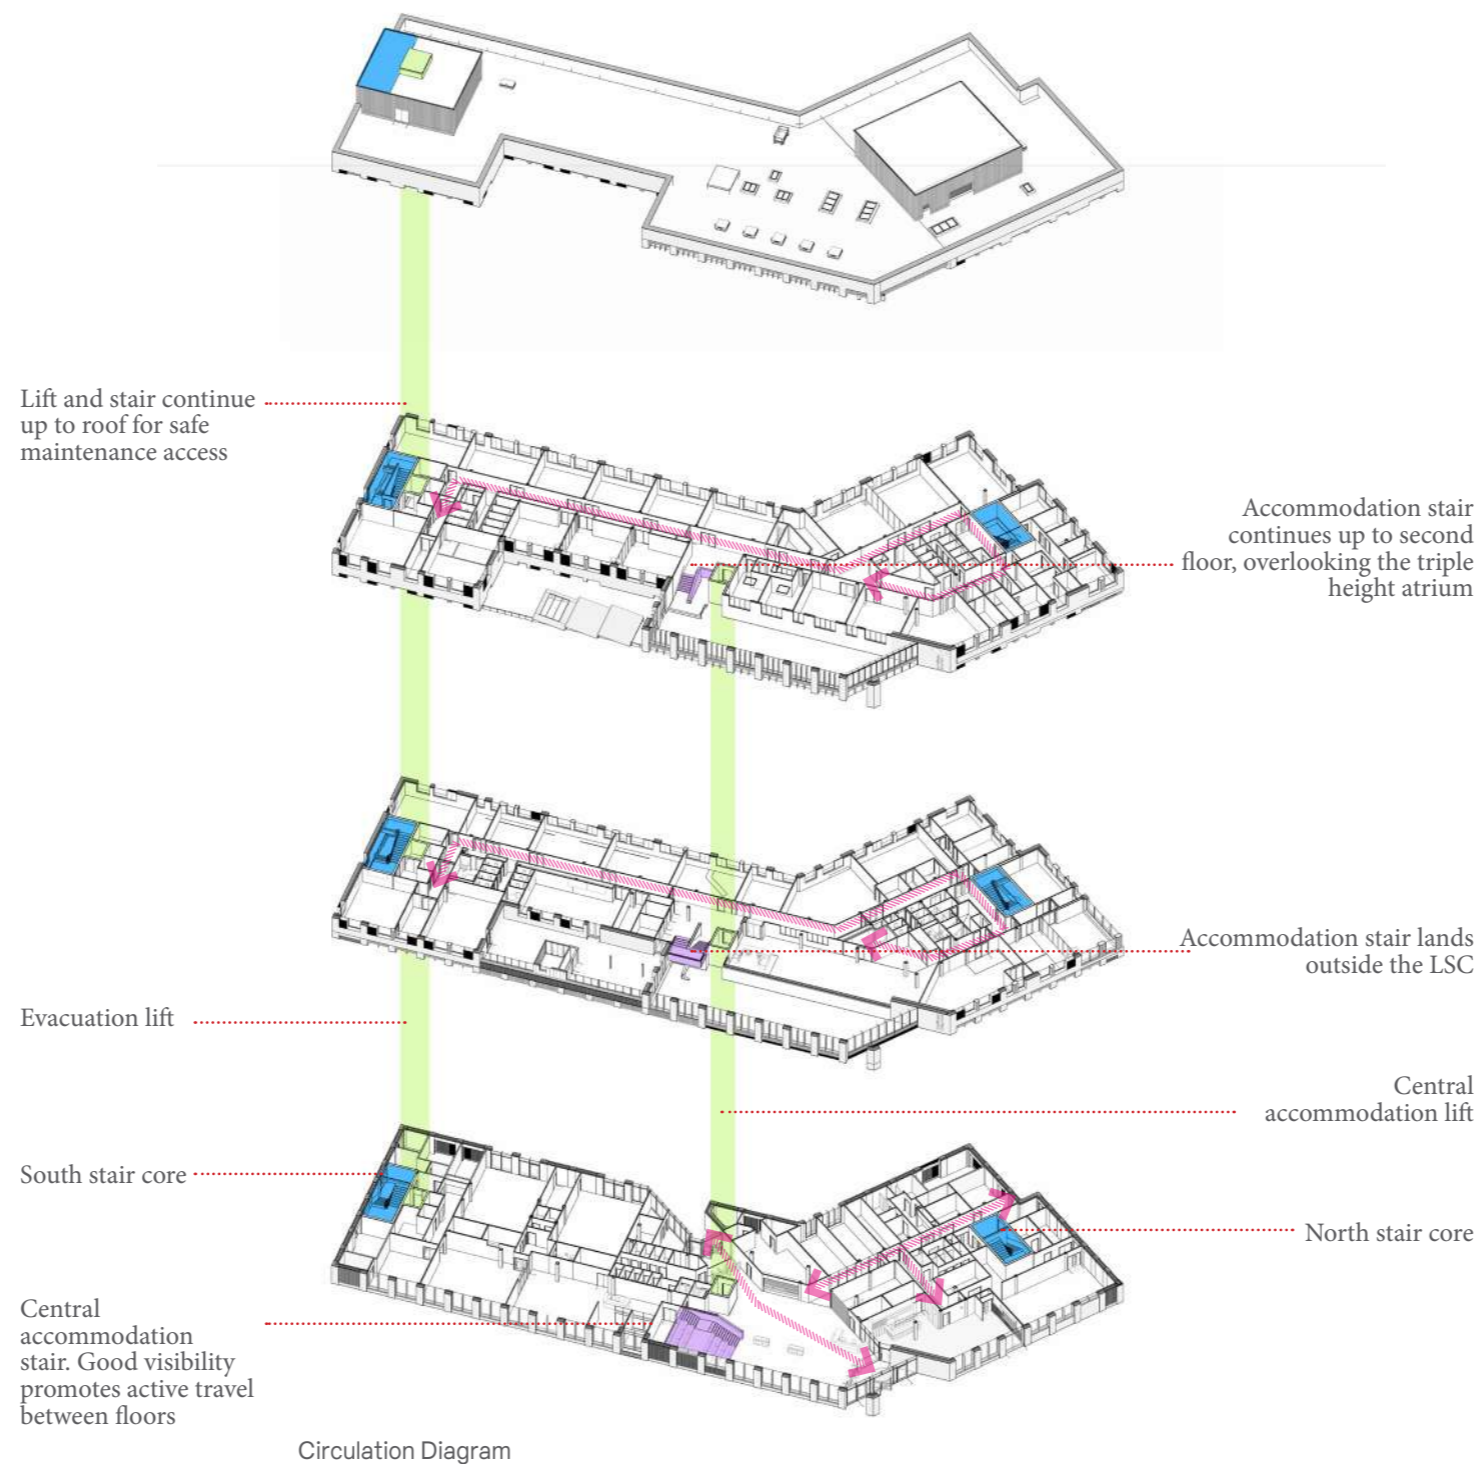 Lift and stair continue
up to roof for safe
maintenance access
Accommodation stair
continues up to second
floor, overlooking the triple
height atrium
Accommodation stair lands
outside the LSC
Evacuation lift
Central
accommodation lift
South stair core
North stair core
Central
accommodation
stair. Good visibility
promotes active travel
between floors
Circulation Diagram